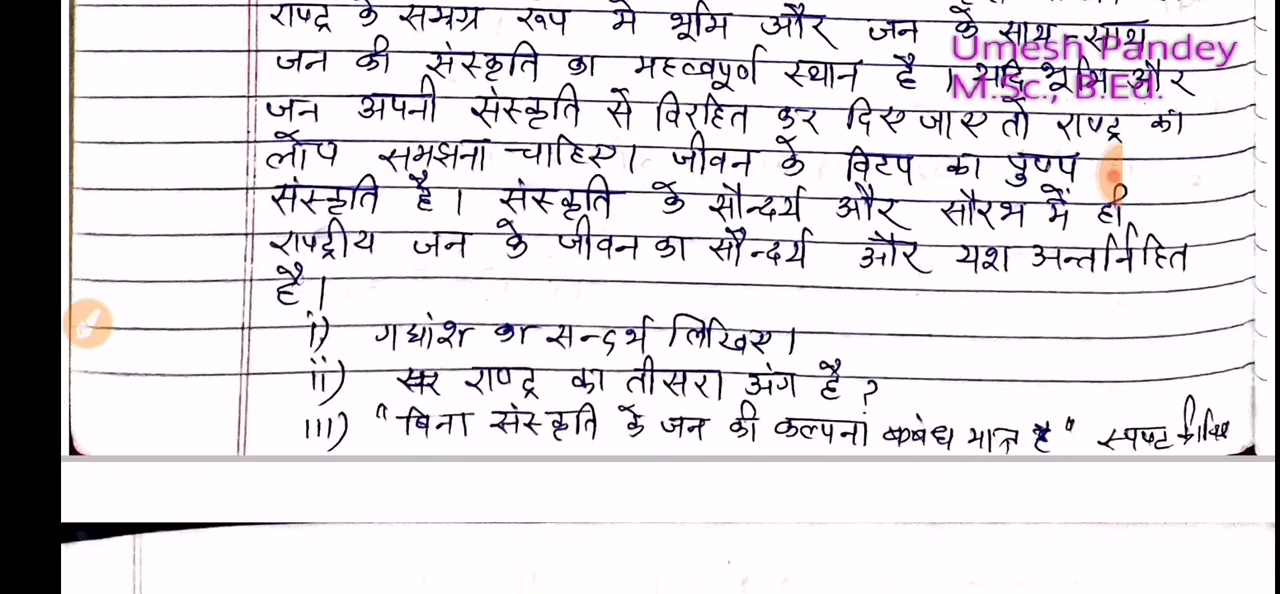 राष्ट्र के समग्र रूप मे भूमि और जन के साथ-साथ
Umesh Pandey
जन की संस्कृति का महत्वपूर्ण स्थान है । यदि भूमि और
M.Sc., B.Ed.
जन अपनी संस्कृति से विरहित कर दिए जाए तो राष्ट्र का
लोप समझना चाहिए। जीवन के विटप का पुष्प
संस्कृति है। संस्कृति के सौन्दर्य और सौरभ में ही
राष्ट्रीय जन के जीवन का सौन्दर्य और यश अन्तर्निहित
है।
i) गद्यांश का सन्दर्भ लिखिए।
ii) राष्ट्र का तीसरा अंग है ?
iii) "बिना संस्कृति के जन की कल्पना कबंध मात्र है" स्पष्ट